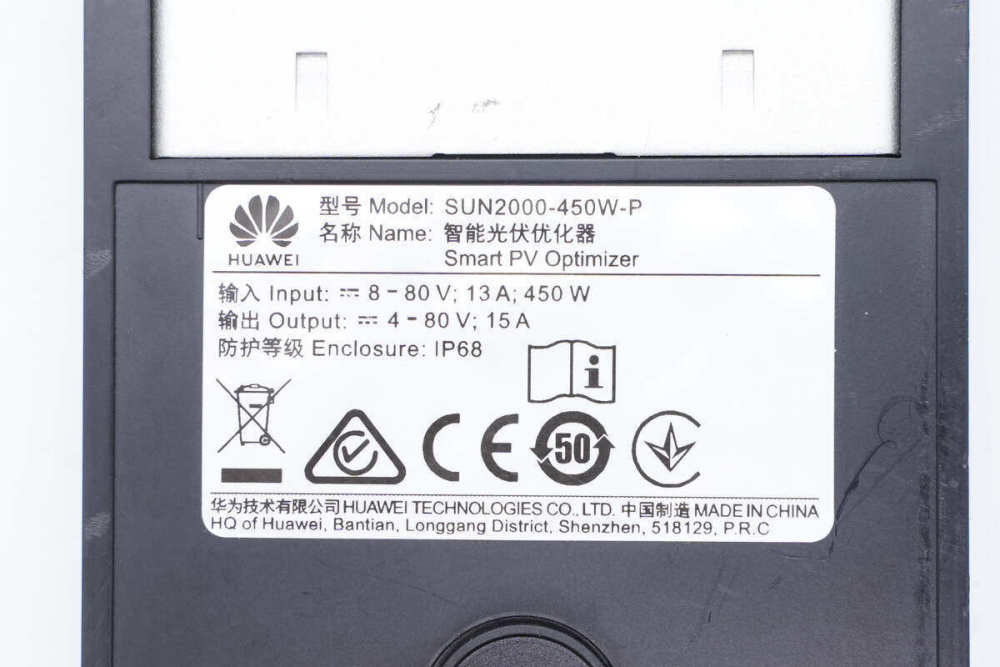 HUAWEI
型号 Model: SUN2000-450W-P
名称 Name: 智能光伏优化器
Smart PV Optimizer
输入 Input: ⎓ 8 - 80 V; 13 A; 450 W
输出 Output: ⎓ 4 - 80 V; 15 A
防护等级 Enclosure: IP68
i
CE
50
华为技术有限公司 HUAWEI TECHNOLOGIES CO., LTD. 中国制造 MADE IN CHINA
HQ of Huawei, Bantian, Longgang District, Shenzhen, 518129, P.R.C